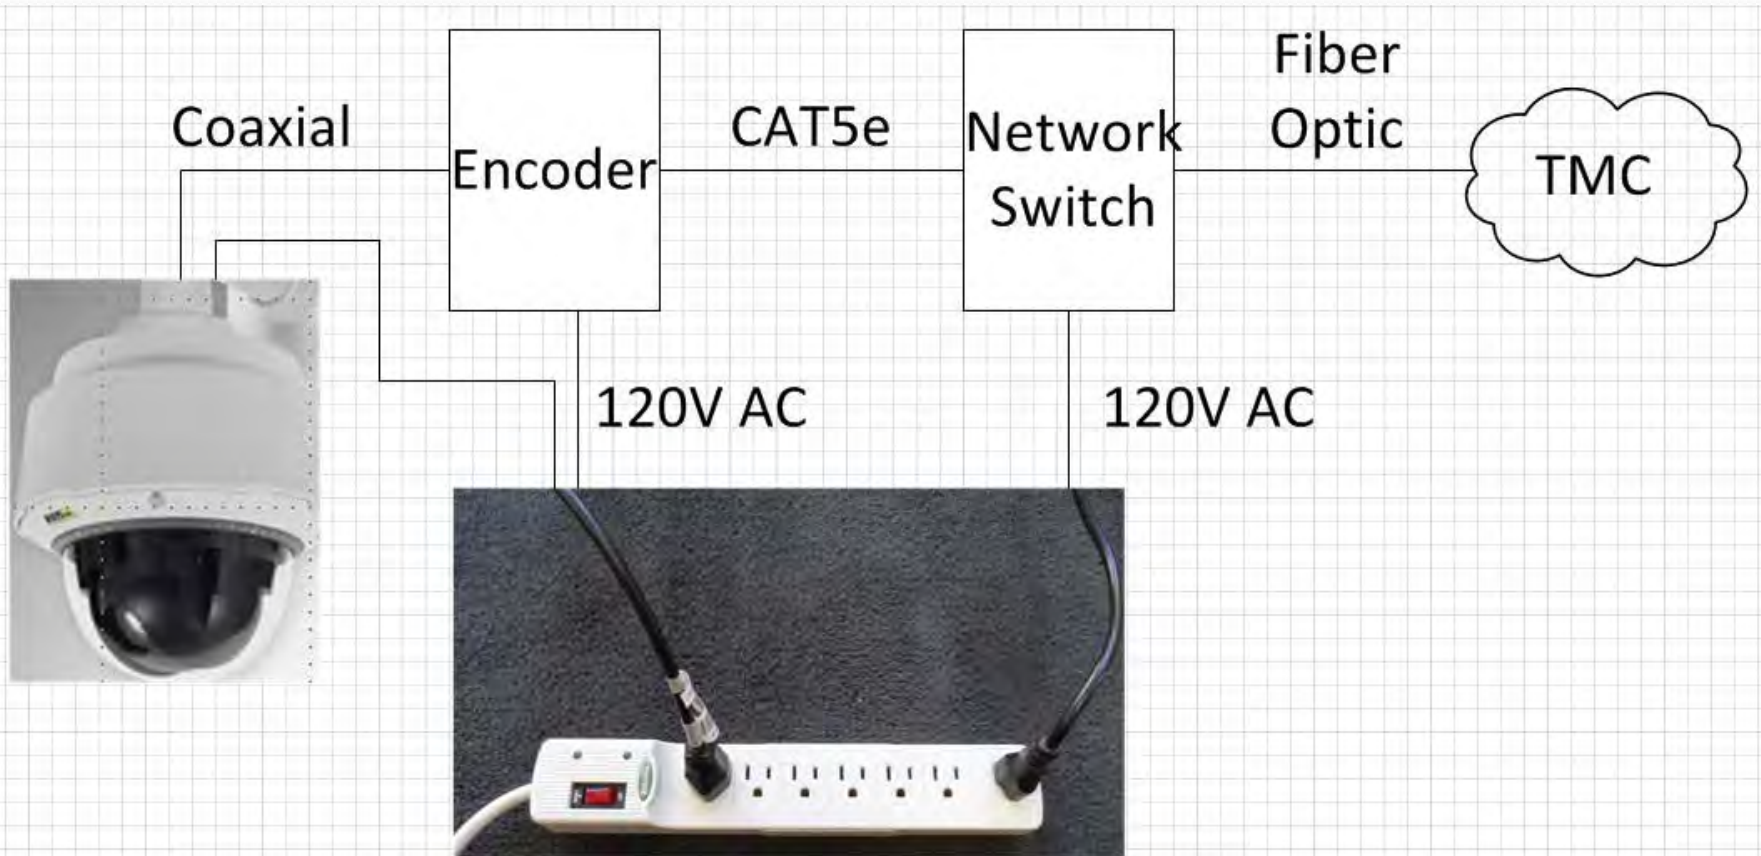 Coaxial
Encoder
CAT5e
Network
Switch
Fiber
Optic
TMC
120V AC
120V AC